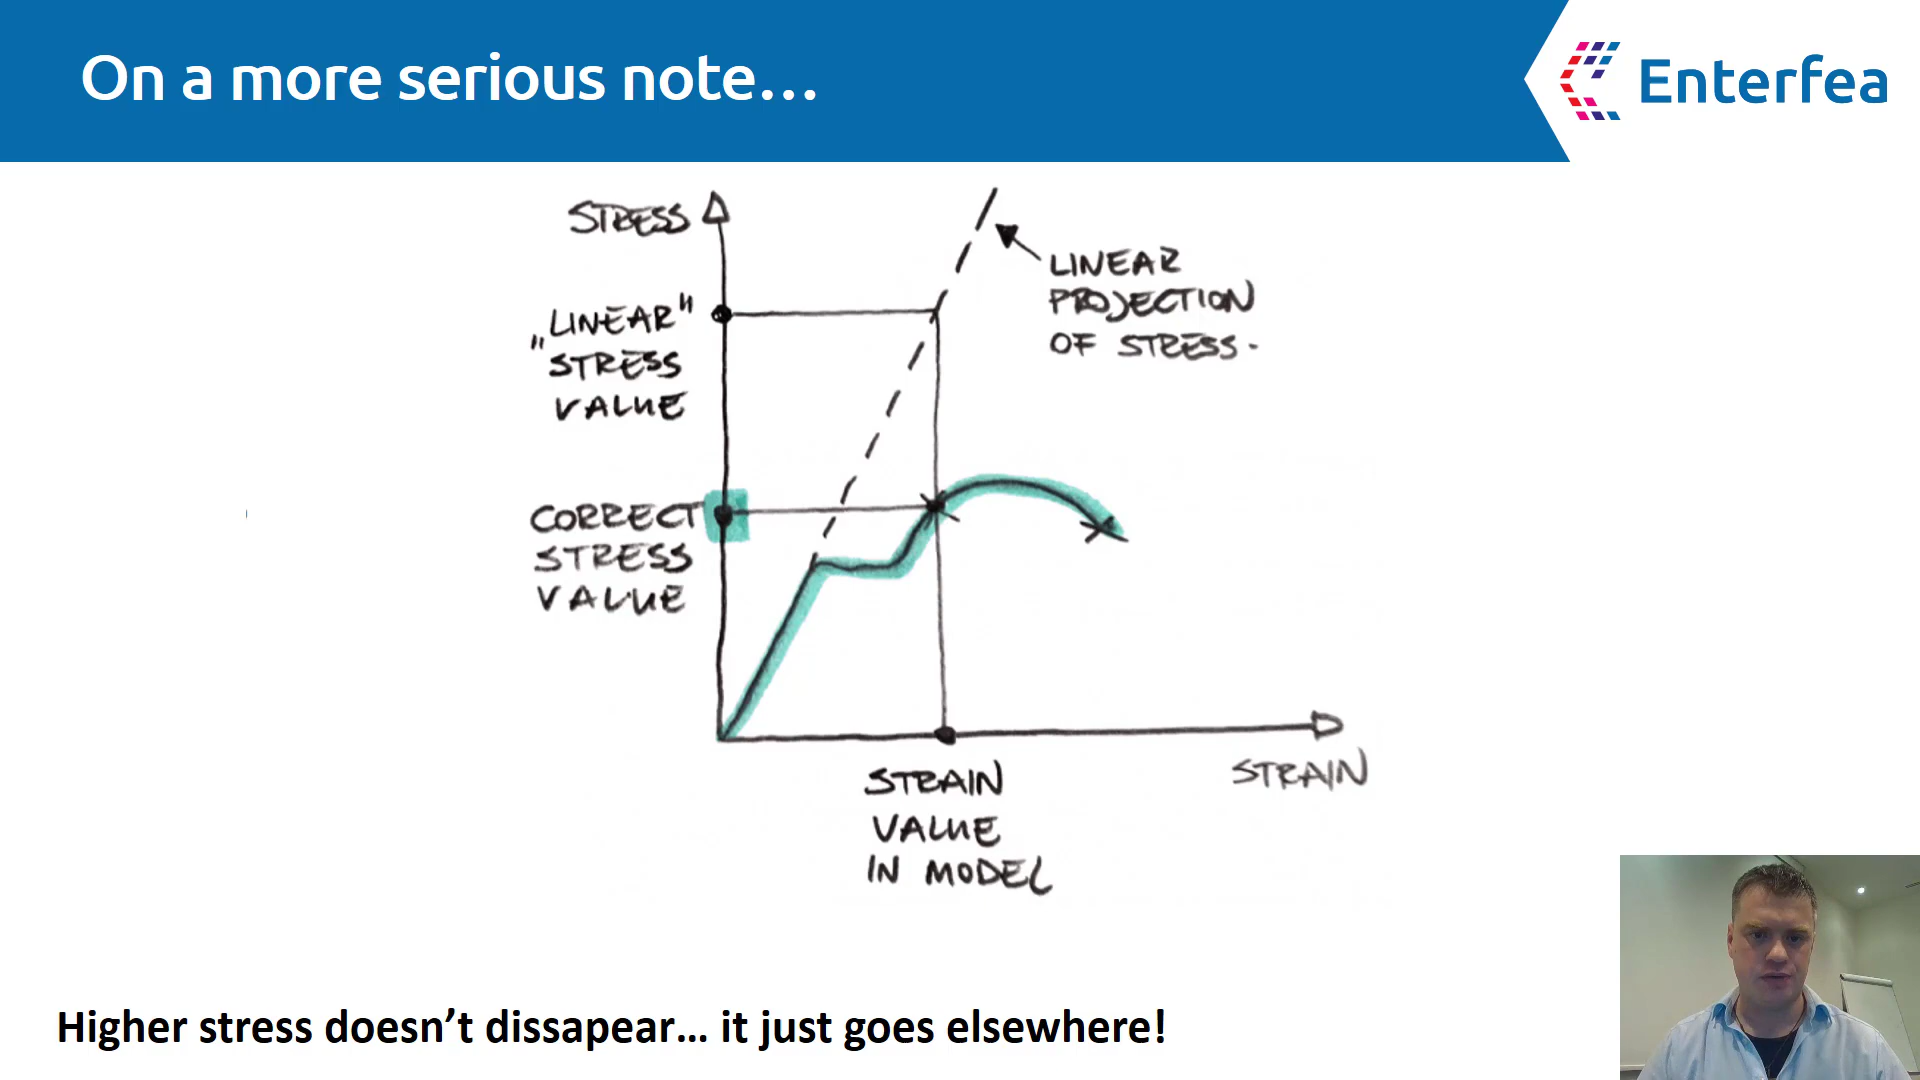 On a more serious note...
Enterfea
STRESS
LINEAR
PROJECTION
OF STRESS.
„LINEAR"
STRESS
VALUE
CORRECT
STRESS
VALUE
STRAIN
STRAIN
VALUE
IN MODEL
Higher stress doesn’t dissapear... it just goes elsewhere!